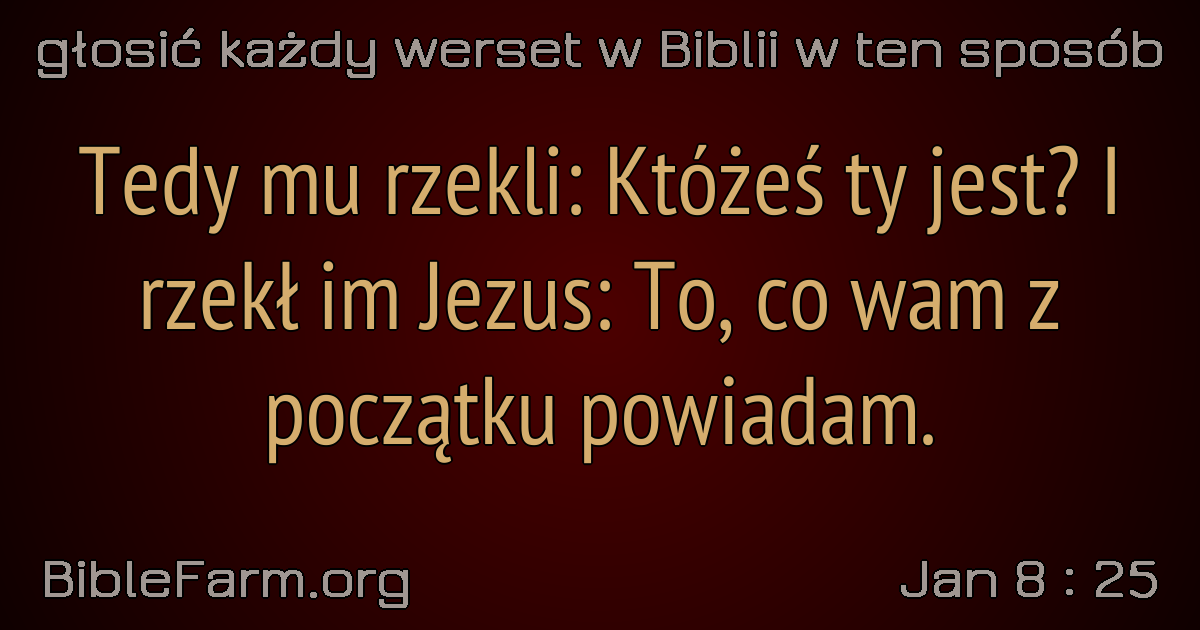 głosić każdy werset w Biblii w ten sposób
Tedy mu rzekli: Któżeś ty jest? I
rzekł im Jezus: To, co wam z
początku powiadam.
BibleFarm.org
Jan 8 : 25